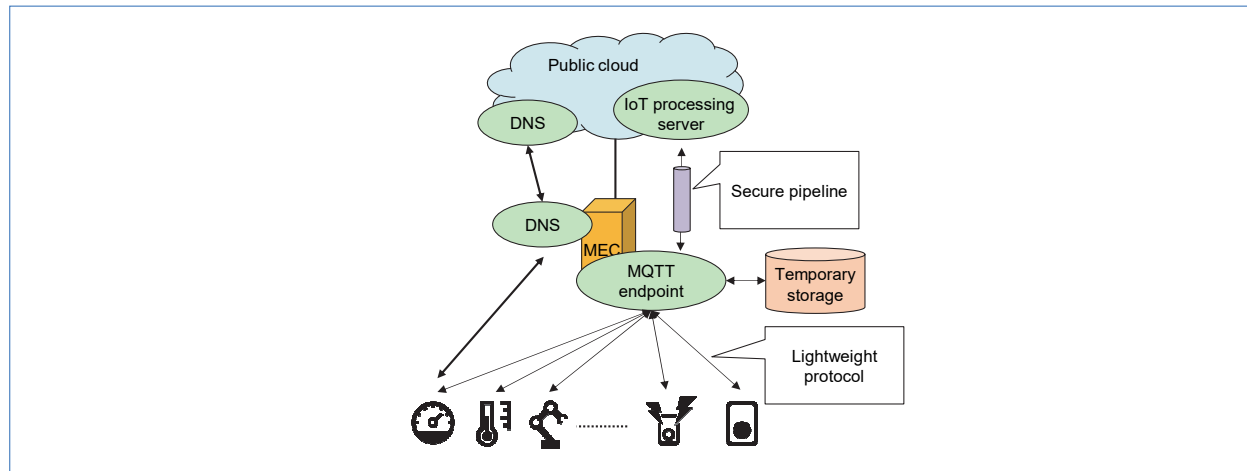 Public cloud
IoT processing
server
DNS
Secure pipeline
DNS
MEC
MQTT
endpoint
Temporary
storage
Lightweight
protocol